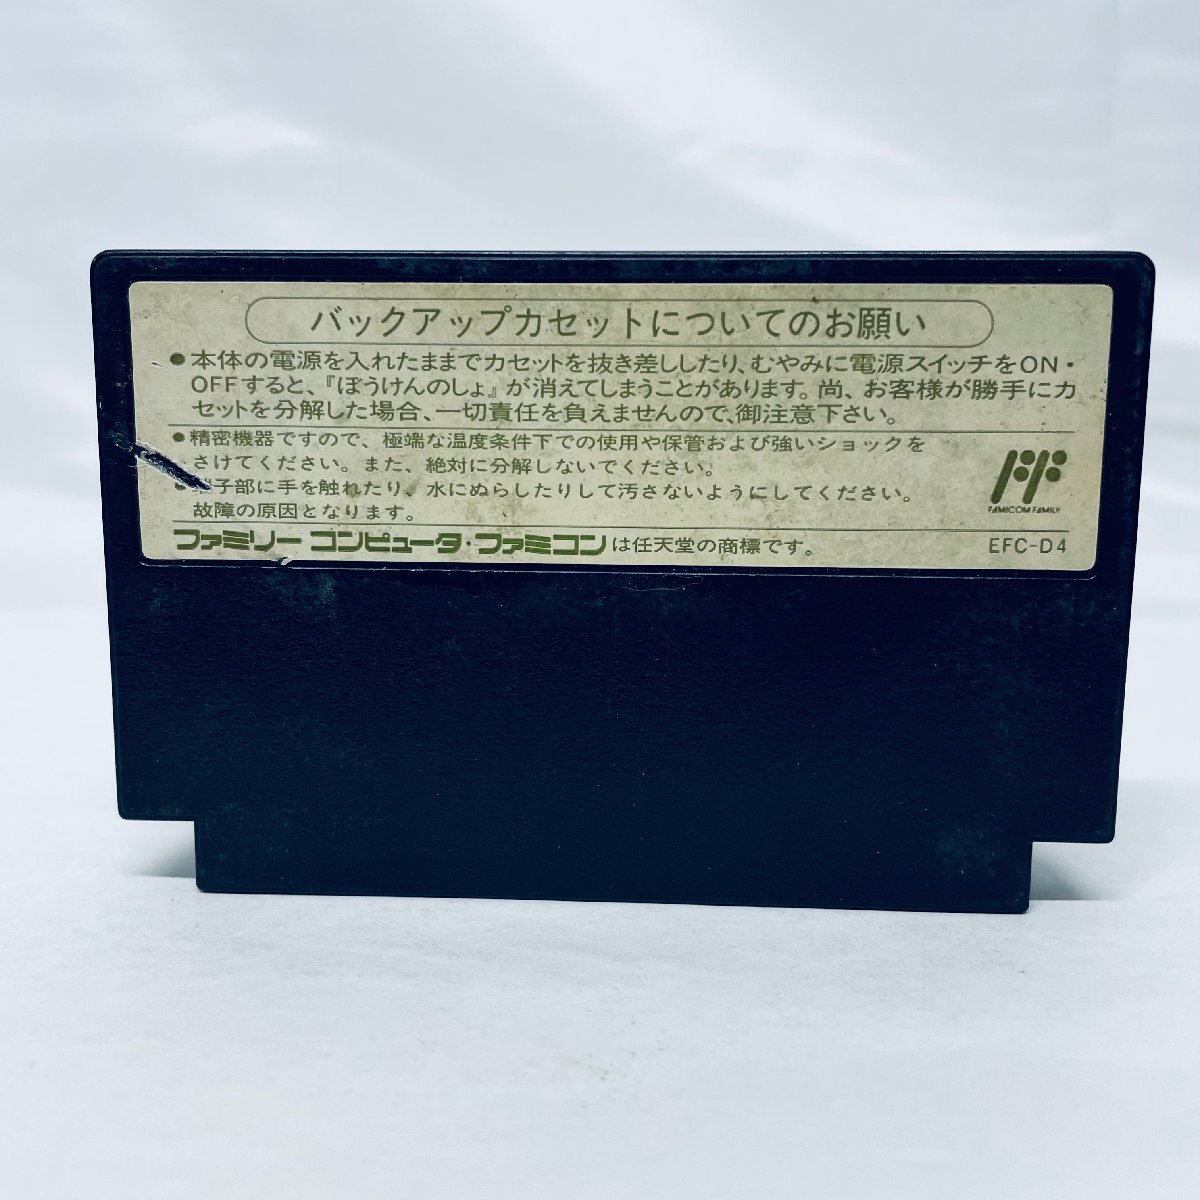 バックアップカセットについてのお願い
●本体の電源を入れたままでカセットを抜き差ししたり、むやみに電源スイッチをON・
OFFすると、『ぼうけんのしょ』が消えてしまうことがあります。尚、お客様が勝手にカ
セットを分解した場合、一切責任を負えませんので、御注意下さい。
●精密機器ですので、極端な温度条件下での使用や保管および強いショックを
さけてください。また、絶対に分解しないでください。
子部に手を触れたり、水にぬらしたりして汚さないようにしてください。
故障の原因となります。
FAMICOM FAMILY
ファミリーコンピュータ・ファミコンは任天堂の商標です。
EFC-D4